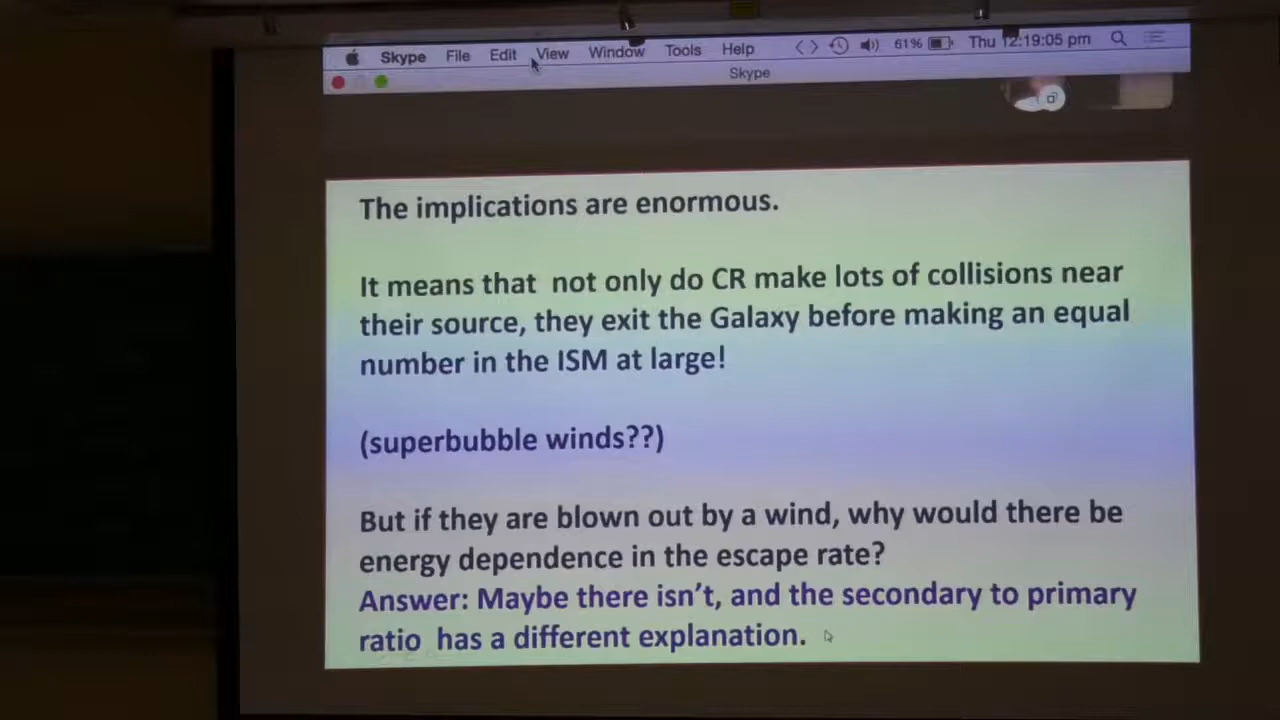 Skype File Edit View Window Tools Help 61% Thu 12:19:05 pm
Skype
The implications are enormous.
It means that not only do CR make lots of collisions near
their source, they exit the Galaxy before making an equal
number in the ISM at large!
(superbubble winds??)
But if they are blown out by a wind, why would there be
energy dependence in the escape rate?
Answer: Maybe there isn't, and the secondary to primary
ratio has a different explanation.